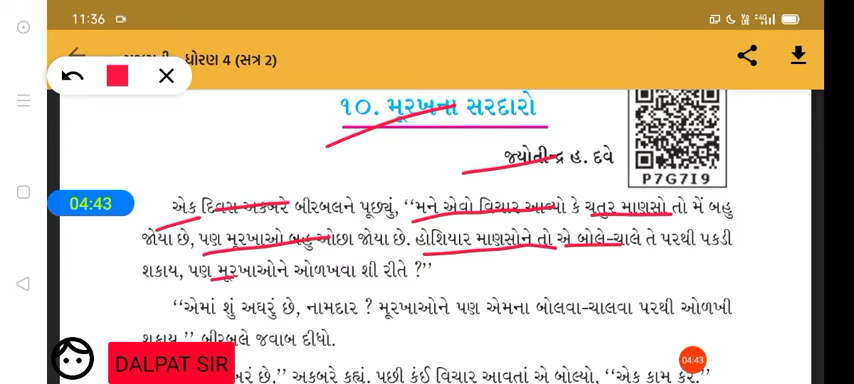 11:36
ધોરણ 4 (સત્ર 2)
૧૦. મૂરખના સરદારો
જ્યોતીન્દ્ર હ. દવે
P7G7I9
04:43
એક દિવસ અકબરે બીરબલને પૂછ્યું, “મને એવો વિચાર આવ્યો કે ચતુર માણસો તો મેં બહુ
જોયા છે, પણ મૂરખાઓ બહુ ઓછા જોયા છે. હોશિયાર માણસોને તો એ બોલે-ચાલે તે પરથી પકડી
શકાય, પણ મૂરખાઓને ઓળખવા શી રીતે ?”
“એમાં શું અઘરું છે, નામદાર ? મૂરખાઓને પણ એમના બોલવા-ચાલવા પરથી ઓળખી
શકાય.” બીરબલે જવાબ દીધો.
04:43
DALPAT SIR
છે,” અકબરે કહ્યું. પછી કંઈ વિચાર આવતાં એ બોલ્યો, “એક કામ કર.”